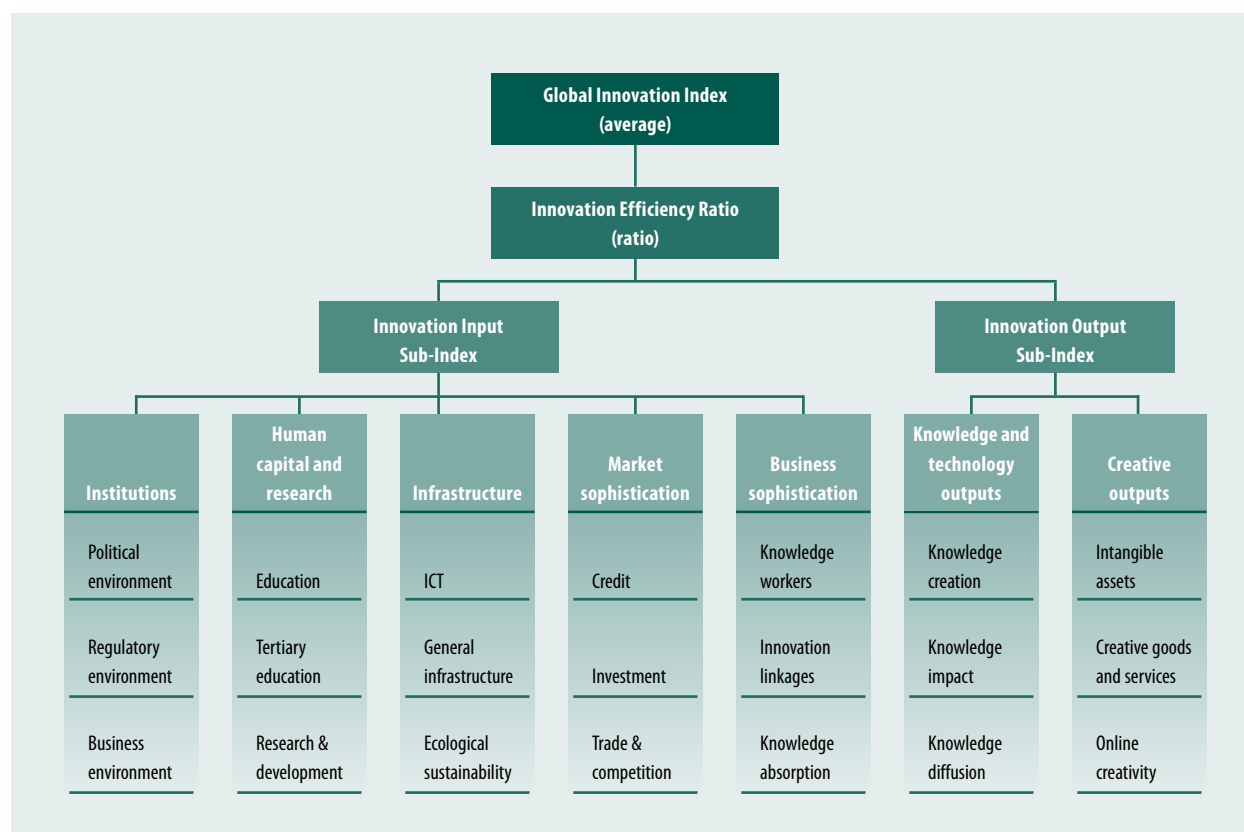 Global Innovation Index
(average)
Innovation Efficiency Ratio
(ratio)
Innovation Input
Sub-Index
Innovation Output
Sub-Index
Institutions
Human
capital and
research
Infrastructure
Market
sophistication
Business
sophistication
Knowledge and
technology
outputs
Creative
outputs
Political
environment
Education
ICT
Credit
Knowledge
workers
Knowledge
creation
Intangible
assets
Regulatory
environment
Tertiary
education
General
infrastructure
Investment
Innovation
linkages
Knowledge
impact
Creative goods
and services
Business
environment
Research &
development
Ecological
sustainability
Trade &
competition
Knowledge
absorption
Knowledge
diffusion
Online
creativity